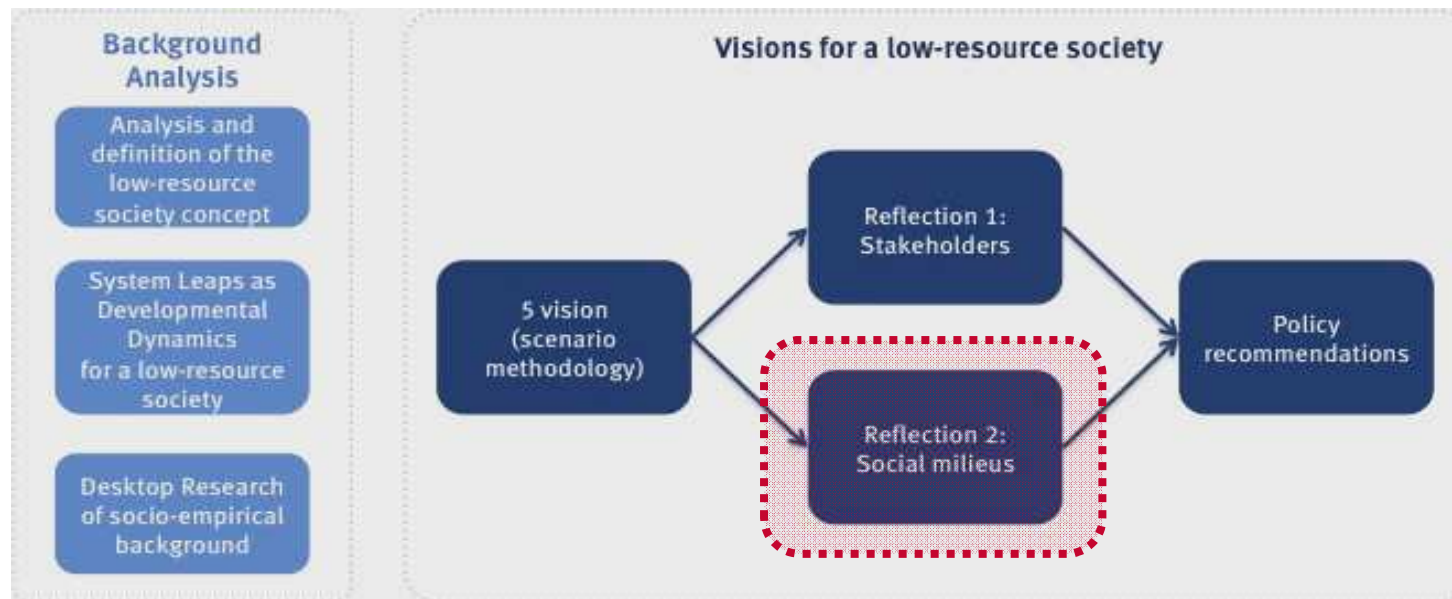 Background
Analysis
Analysis and
definition of the
low-resource
society concept
System Leaps as
Developmental
Dynamics
for a low-resource
society
Desktop Research
of socio-empirical
background
Visions for a low-resource society
5 vision
(scenario
methodology)
Reflection 1:
Stakeholders
Reflection 2:
Social milieus
Policy
recommendations